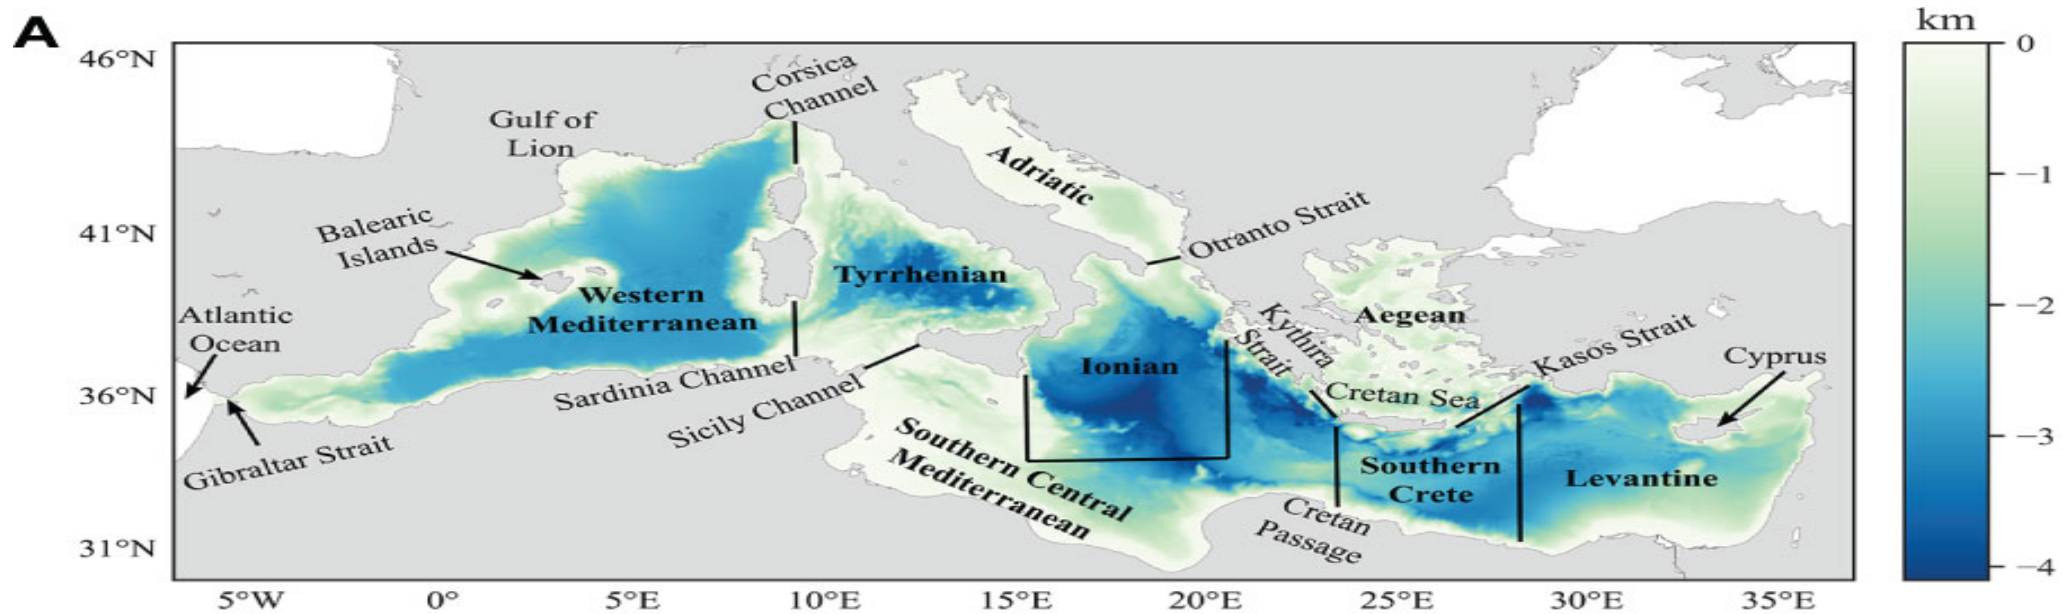 A
km
46°N
41°N
36°N
31°N
Corsica
Channel
Gulf of
Lion
Adriatic
Balearic
Islands
Otranto Strait
Tyrrhenian
Western
Mediterranean
Atlantic
Ocean
Aegean
Kythira
Strait
Kasos Strait
Cyprus
Ionian
Sardinia Channel
Sicily Channel
Cretan Sea
Gibraltar Strait
Southern Central
Mediterranean
Southern
Crete
Levantine
Cretan
Passage
5°W 0° 5°E 10°E 15°E 20°E 25°E 30°E 35°E
0
−1
−2
−3
−4